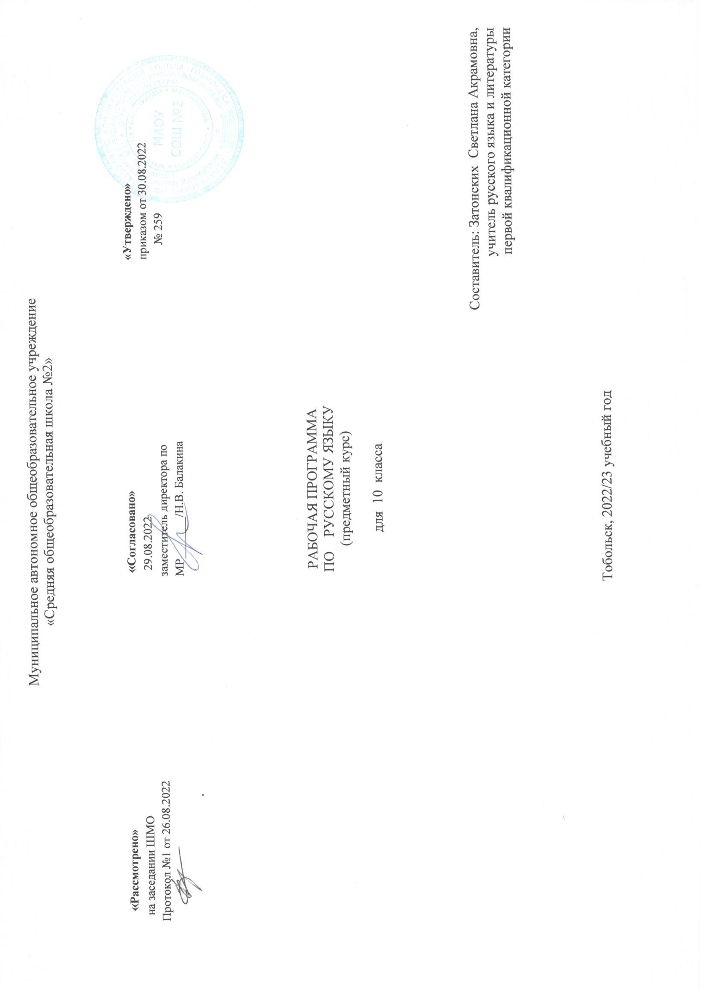 Муниципальное автономное общеобразовательное учреждение
«Средняя общеобразовательная школа №2»
«Рассмотрено»
на заседании ШМО
Протокол №1 от 26.08.2022
«Согласовано»
29.08.2022
заместитель директора по
МР /Н.В. Балакина
«Утверждено»
приказом от 30.08.2022
№ 259
МАОУ
СОШ №2
РАБОЧАЯ ПРОГРАММА
ПО РУССКОМУ ЯЗЫКУ
(предметный курс)
для 10 класса
Составитель: Затонских Светлана Акрамовна,
учитель русского языка и литературы
первой квалификационной категории
Тобольск, 2022/23 учебный год